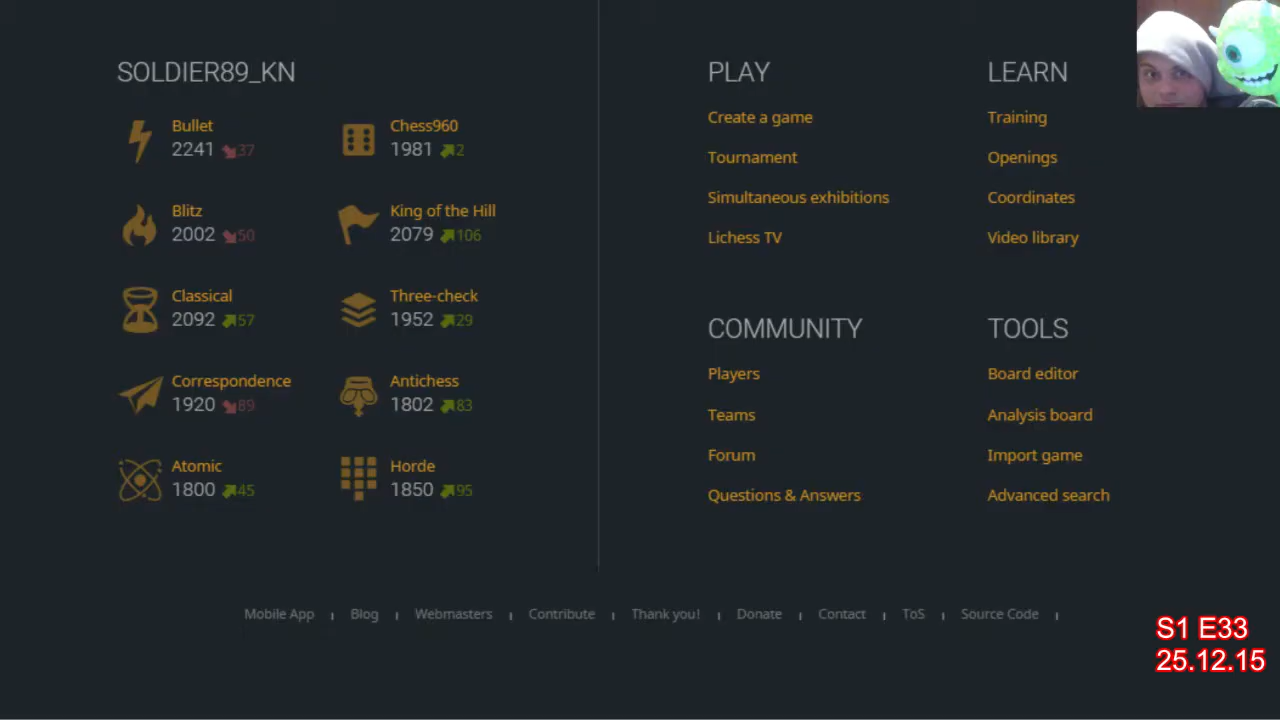 SOLDIER89_KN
Bullet
2241 37
Chess960
1981 2
Blitz
2002 50
King of the Hill
2079 106
Classical
2092 57
Three-check
1952 29
Correspondence
1920 89
Antichess
1802 83
Atomic
1800 45
Horde
1850 95
PLAY
Create a game
Tournament
Simultaneous exhibitions
Lichess TV
LEARN
Training
Openings
Coordinates
Video library
COMMUNITY
Players
Teams
Forum
Questions & Answers
TOOLS
Board editor
Analysis board
Import game
Advanced search
Mobile App Blog Webmasters Contribute Thank you! Donate Contact ToS Source Code
S1 E33
25.12.15